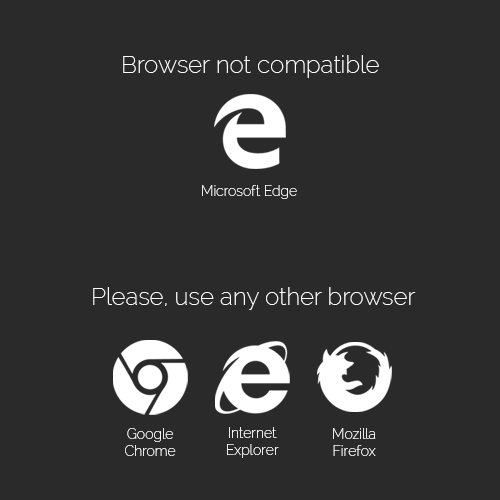 Browser not compatible
Microsoft Edge
Please, use any other browser
Google
Chrome
Internet
Explorer
Mozilla
Firefox